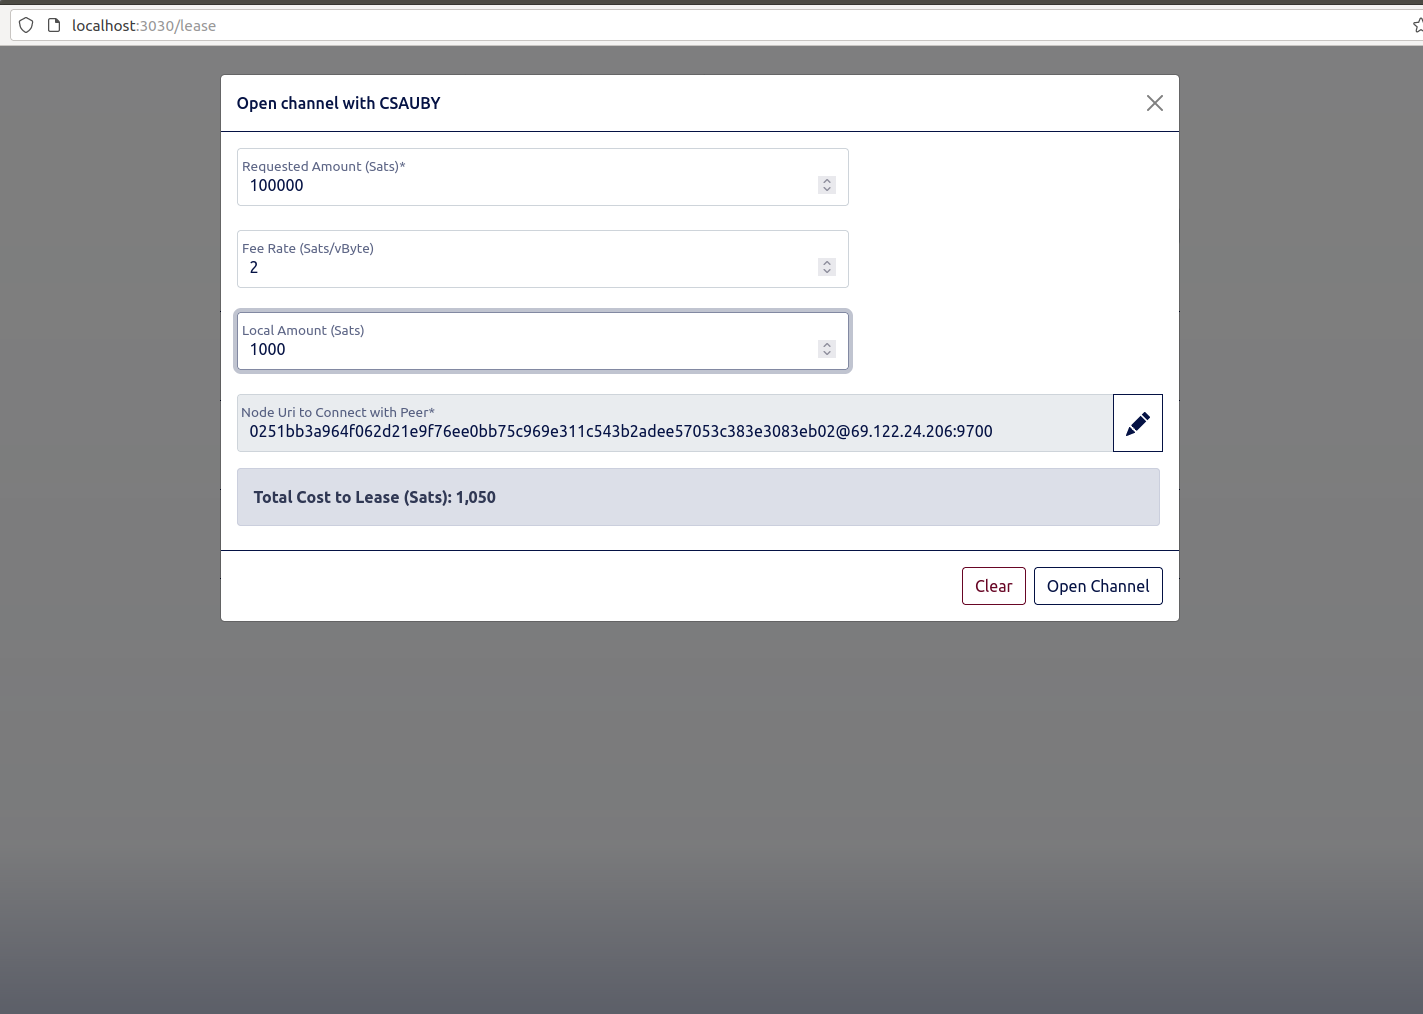 localhost:3030/lease
Open channel with CSAUBY
Requested Amount (Sats)*
100000
Fee Rate (Sats/vByte)
2
Local Amount (Sats)
1000
Node Uri to Connect with Peer*
0251bb3a964f062d21e9f76ee0bb75c969e311c543b2adee57053c383e3083eb02@69.122.24.206:9700
Total Cost to Lease (Sats): 1,050
Clear
Open Channel